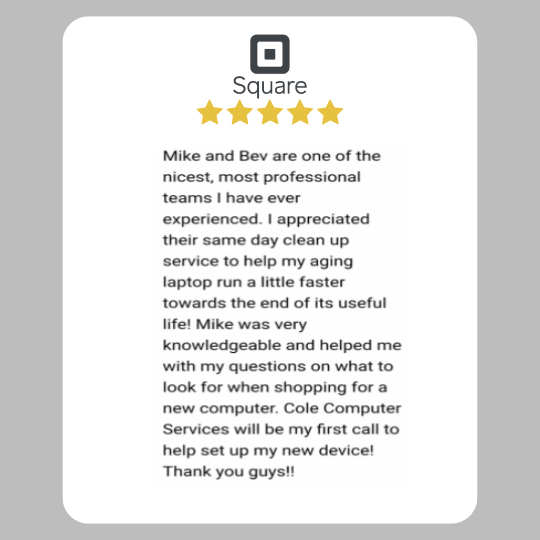 Square
Mike and Bev are one of the
nicest, most professional
teams I have ever
experienced. I appreciated
their same day clean up
service to help my aging
laptop run a little faster
towards the end of its useful
life! Mike was very
knowledgeable and helped me
with my questions on what to
look for when shopping for a
new computer. Cole Computer
Services will be my first call to
help set up my new device!
Thank you guys!!